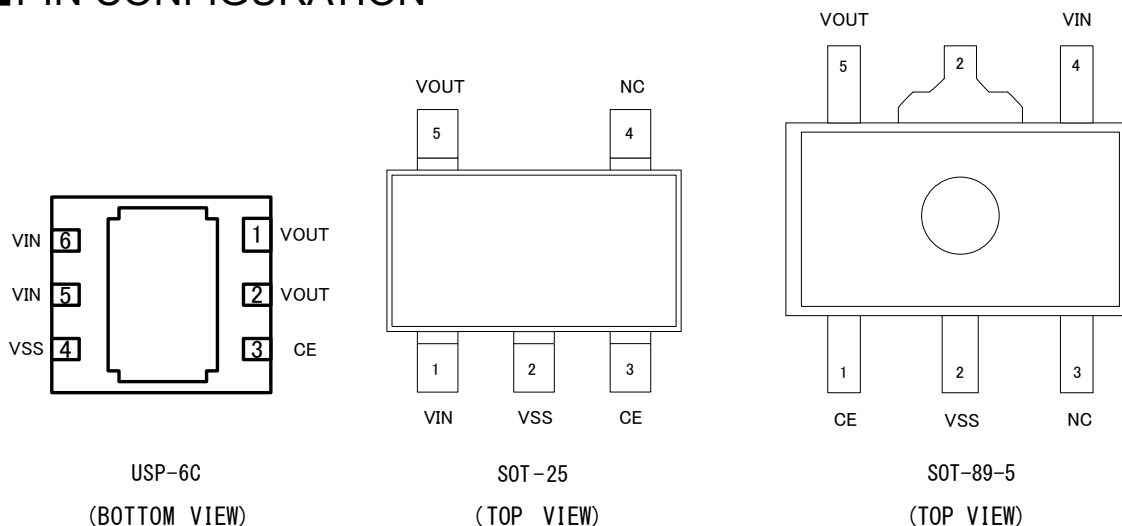 ■PIN CONFIGURATION
VIN 6 1 VOUT
VIN 5 2 VOUT
VSS 4 3 CE
USP-6C
(BOTTOM VIEW)
VOUT NC
5 4
1 2 3
VIN VSS CE
SOT-25
(TOP VIEW)
VOUT VIN
5 2 4
1 2 3
CE VSS NC
SOT-89-5
(TOP VIEW)